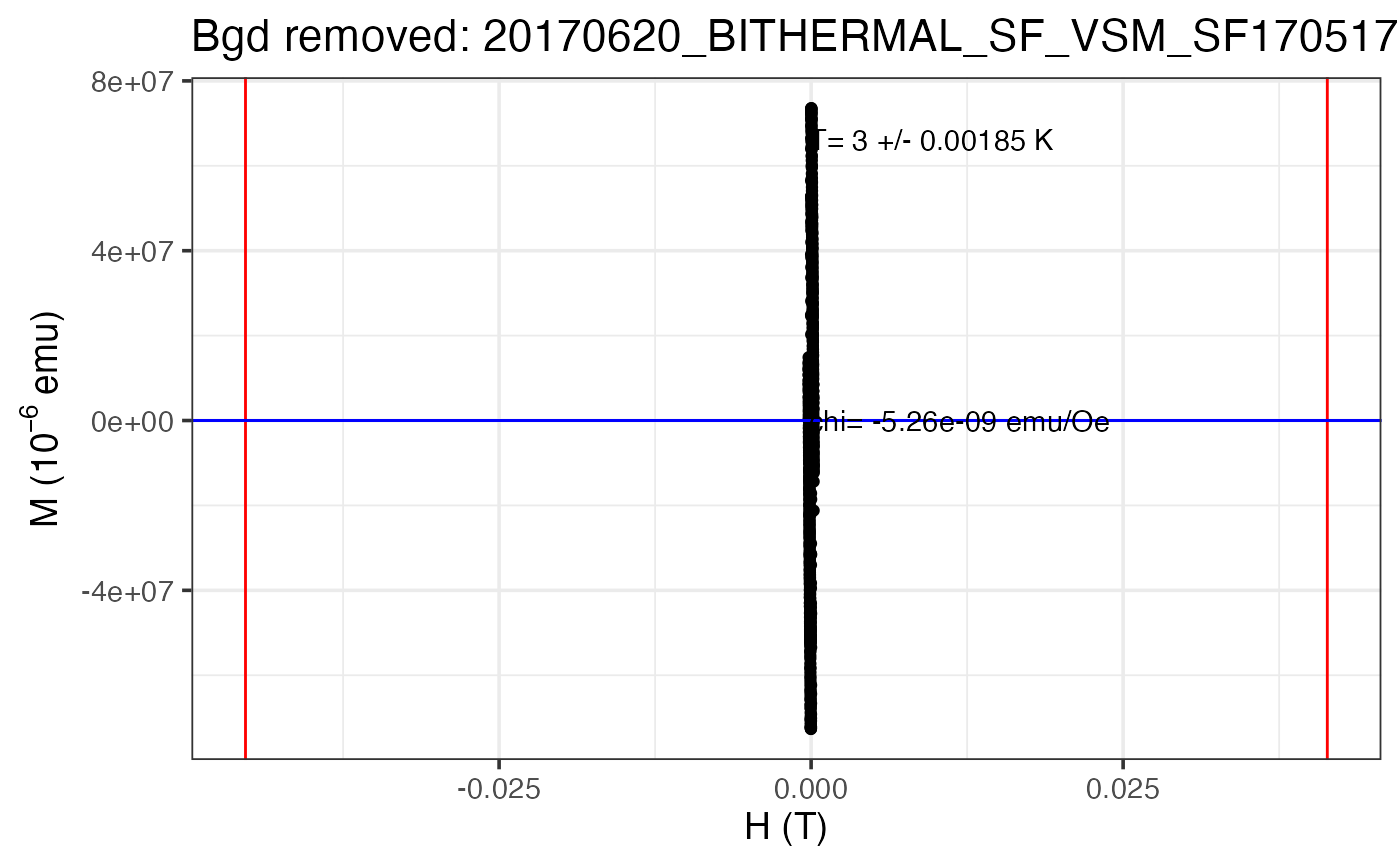 Bgd removed: 20170620_BITHERMAL_SF_VSM_SF170517
8e+07
4e+07
0e+00
-4e+07
M (10⁻⁶ emu)
T= 3 +/- 0.00185 K
chi= -5.26e-09 emu/Oe
-0.025
0.000
0.025
H (T)